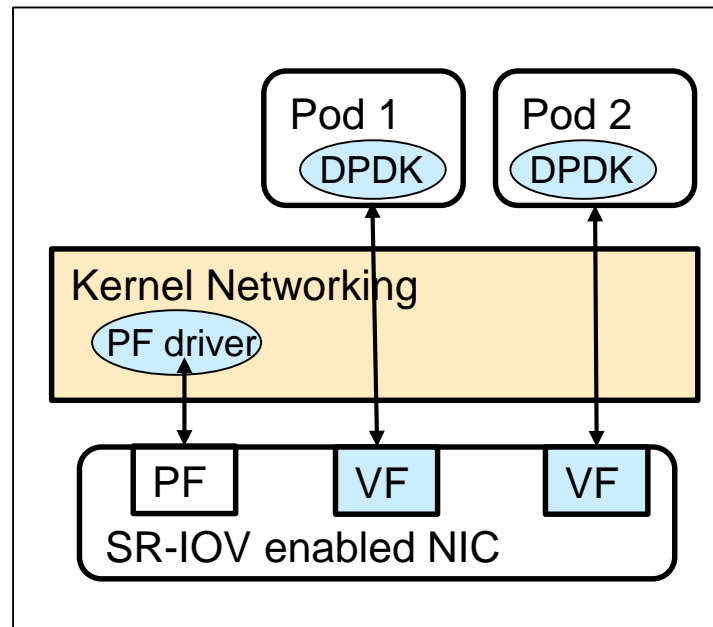 Pod 1
DPDK
Pod 2
DPDK
Kernel Networking
PF driver
PF
VF
VF
SR-IOV enabled NIC